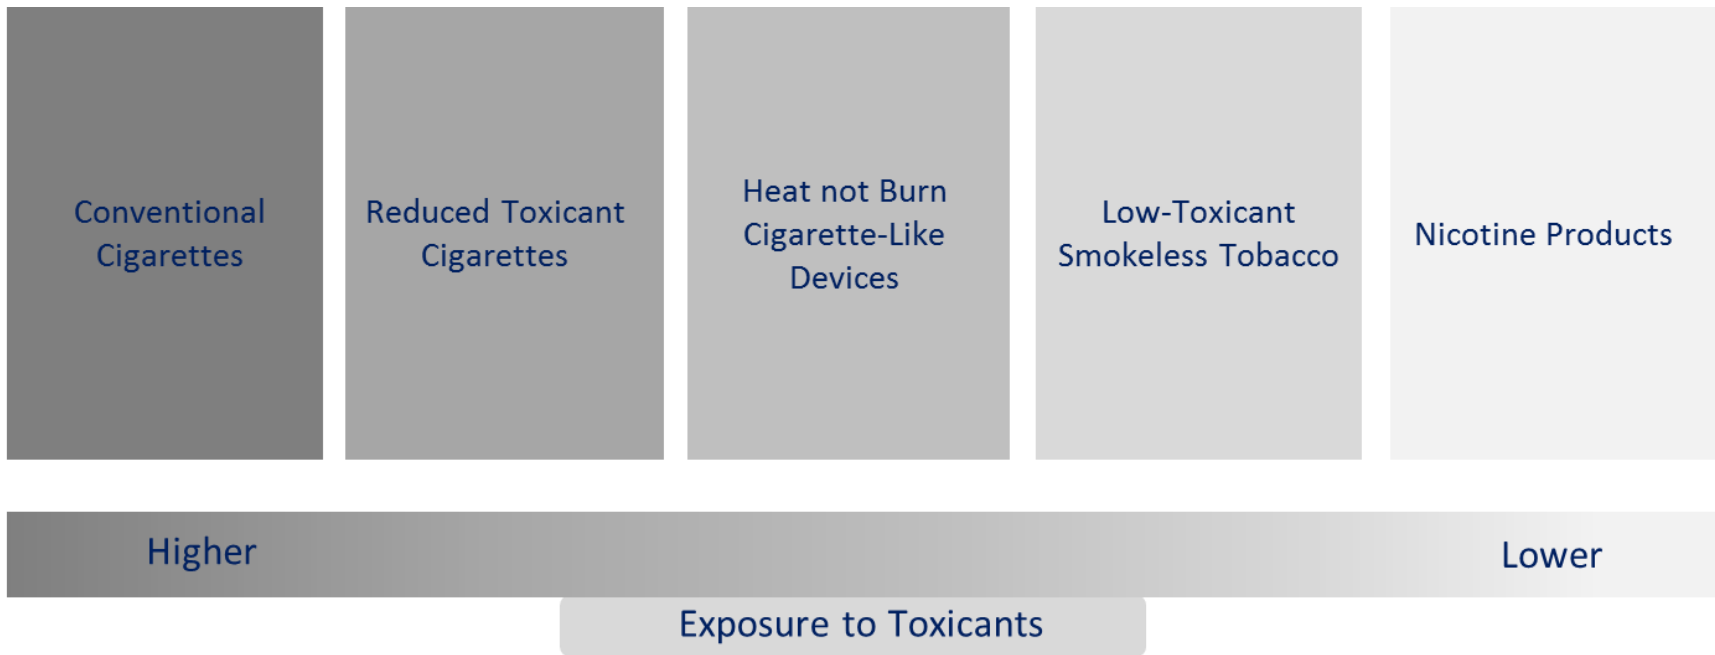 Conventional
Cigarettes
Reduced Toxicant
Cigarettes
Heat not Burn
Cigarette-Like
Devices
Low-Toxicant
Smokeless Tobacco
Nicotine Products
Higher
Lower
Exposure to Toxicants